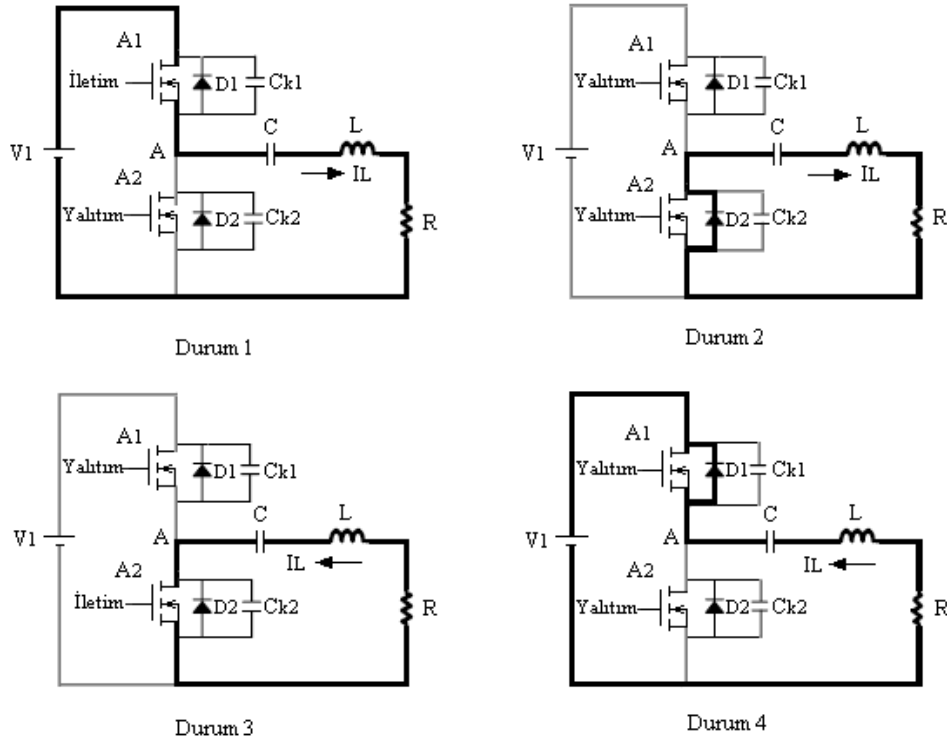 A1
İletim
D1
Ck1
C
L
V1
A
IL
A2
Yalıtım
D2
Ck2
R
Durum 1
A1
Yalıtım
D1
Ck1
C
L
V1
A
IL
A2
Yalıtım
D2
Ck2
R
Durum 2
A1
Yalıtım
D1
Ck1
C
L
V1
A
IL
A2
İletim
D2
Ck2
R
Durum 3
A1
Yalıtım
D1
Ck1
C
L
V1
A
IL
A2
Yalıtım
D2
Ck2
R
Durum 4